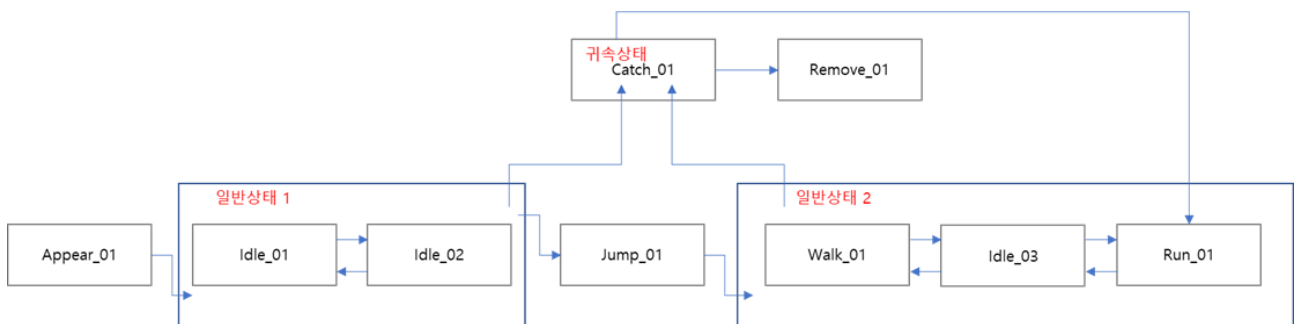 귀속상태
Catch_01
Remove_01
일반상태 1
일반상태 2
Appear_01
Idle_01
Idle_02
Jump_01
Walk_01
Idle_03
Run_01